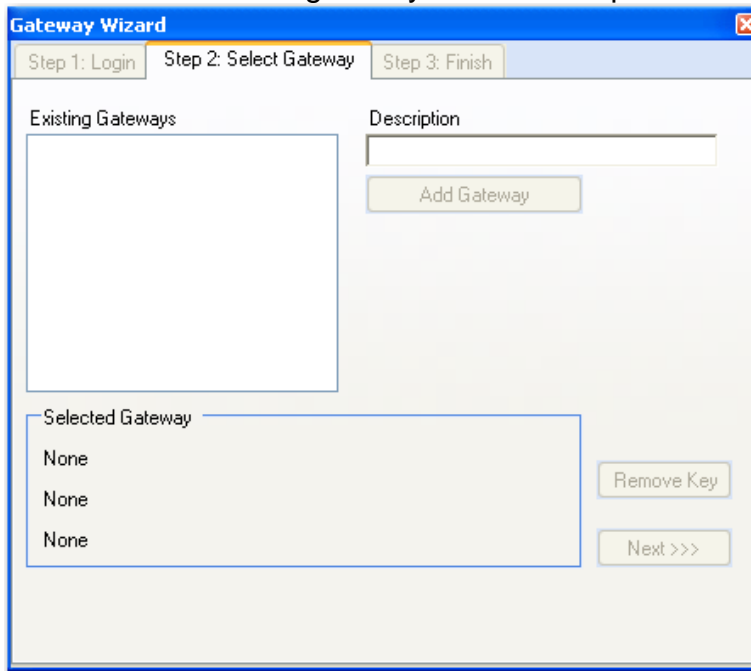 Gateway Wizard
Step 1: Login
Step 2: Select Gateway
Step 3: Finish
Existing Gateways
Description
Add Gateway
Selected Gateway
None
None
None
Remove Key
Next >>>